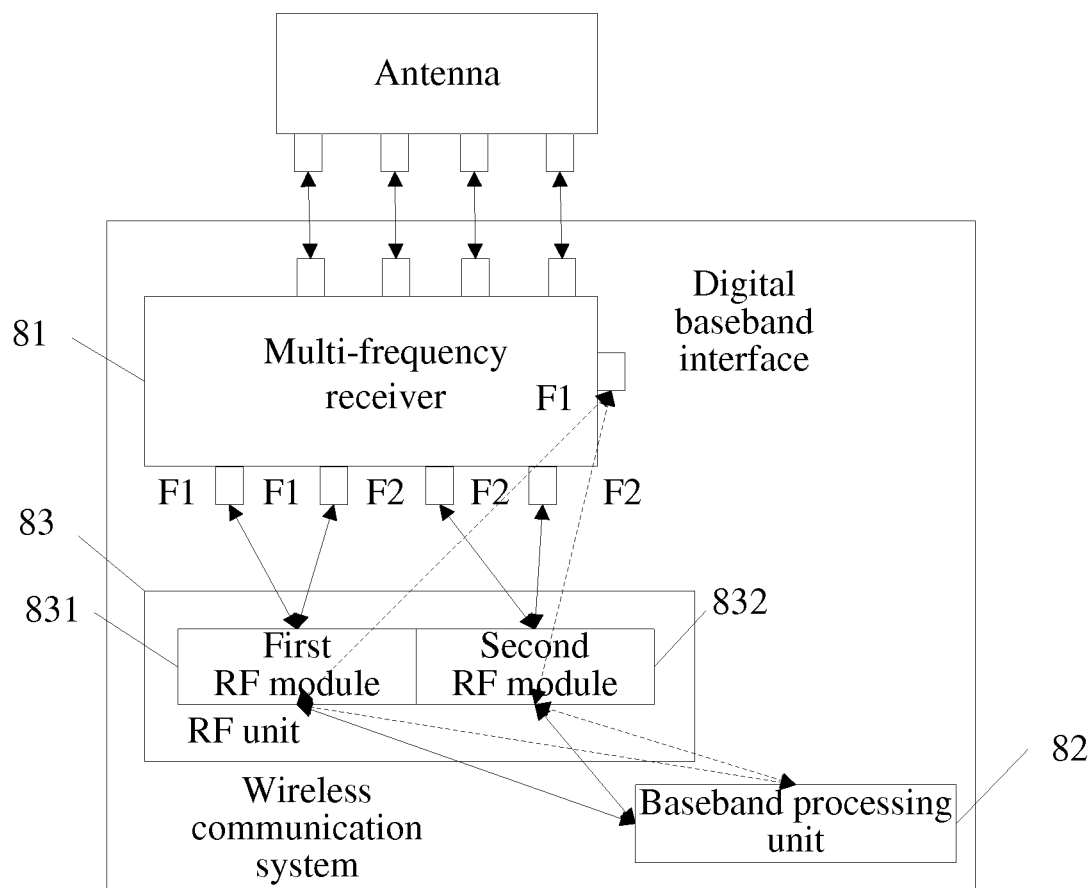 Antenna
Digital
baseband
interface
81
Multi-frequency
receiver
F1
F1
F1
F2
F2
F2
83
831
832
First
RF module
Second
RF module
RF unit
82
Wireless
communication
system
Baseband processing
unit